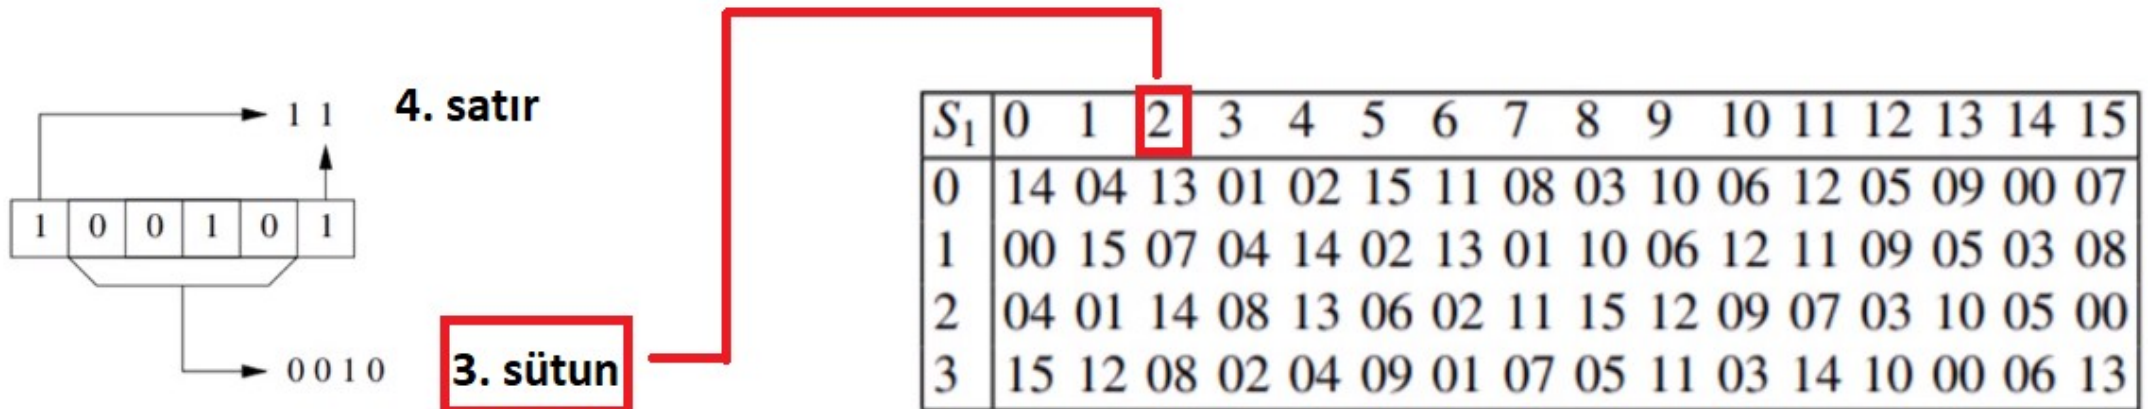 1 1 4. satır
1 0 0 1 0 1
0 0 1 0 3. sütun
S1 0 1 2 3 4 5 6 7 8 9 10 11 12 13 14 15
0 14 04 13 01 02 15 11 08 03 10 06 12 05 09 00 07
1 00 15 07 04 14 02 13 01 10 06 12 11 09 05 03 08
2 04 01 14 08 13 06 02 11 15 12 09 07 03 10 05 00
3 15 12 08 02 04 09 01 07 05 11 03 14 10 00 06 13